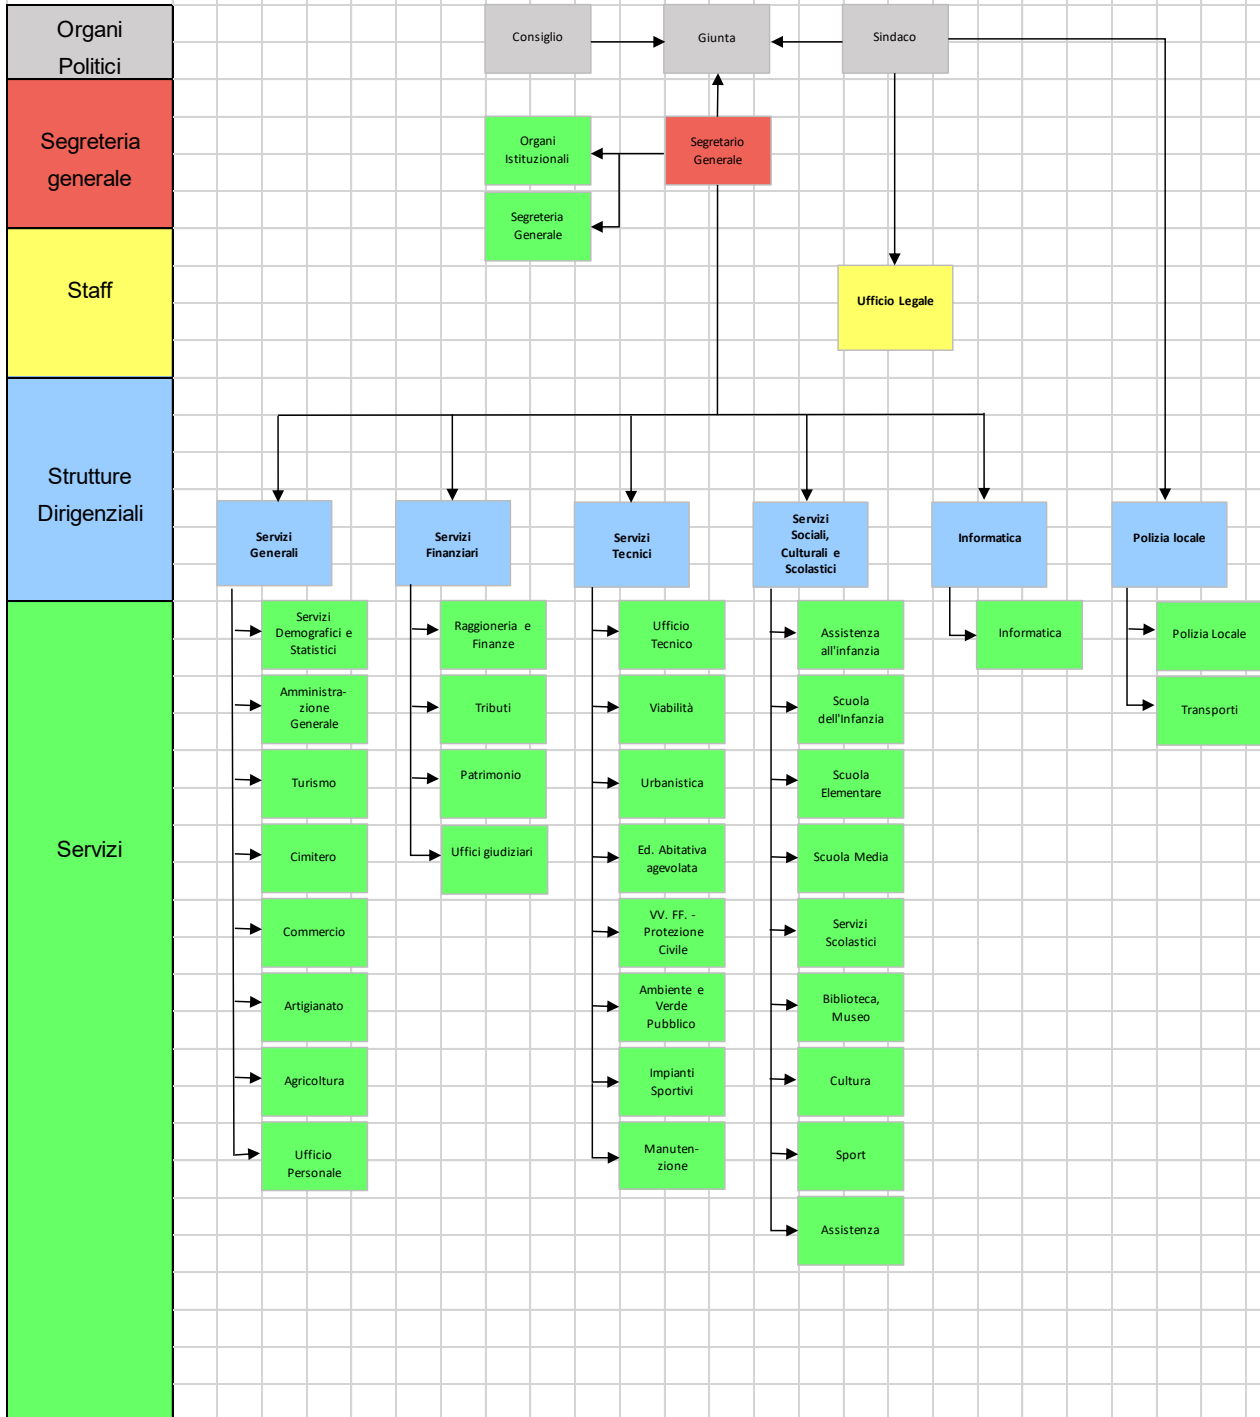 Organi
Politici
Consiglio
Giunta
Sindaco
Segreteria
generale
Organi
Istituzionali
Segretario
Generale
Segreteria
Generale
Staff
Ufficio Legale
Strutture
Dirigenziali
Servizi
Generali
Servizi
Finanziari
Servizi
Tecnici
Servizi
Sociali,
Culturali e
Scolastici
Informatica
Polizia locale
Servizi
Servizi
Demografici e
Statistici
Amministra-
zione
Generale
Turismo
Cimitero
Commercio
Artigianato
Agricoltura
Ufficio
Personale
Raggioneria e
Finanze
Tributi
Patrimonio
Uffici giudiziari
Ufficio
Tecnico
Viabilità
Urbanistica
Ed. Abitativa
agevolata
VV. FF. -
Protezione
Civile
Ambiente e
Verde
Pubblico
Impianti
Sportivi
Manuten-
zione
Assistenza
all'infanzia
Scuola
dell'Infanzia
Scuola
Elementare
Scuola Media
Servizi
Scolastici
Biblioteca,
Museo
Cultura
Sport
Assistenza
Informatica
Polizia Locale
Transporti